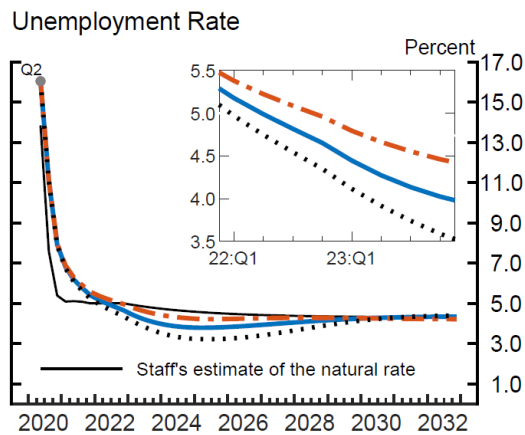 Unemployment Rate
Percent
Q2
17.0
15.0
13.0
11.0
9.0
7.0
5.0
3.0
1.0
5.5
5.0
4.5
4.0
3.5
22:Q1 23:Q1
Staff's estimate of the natural rate
2020 2022 2024 2026 2028 2030 2032